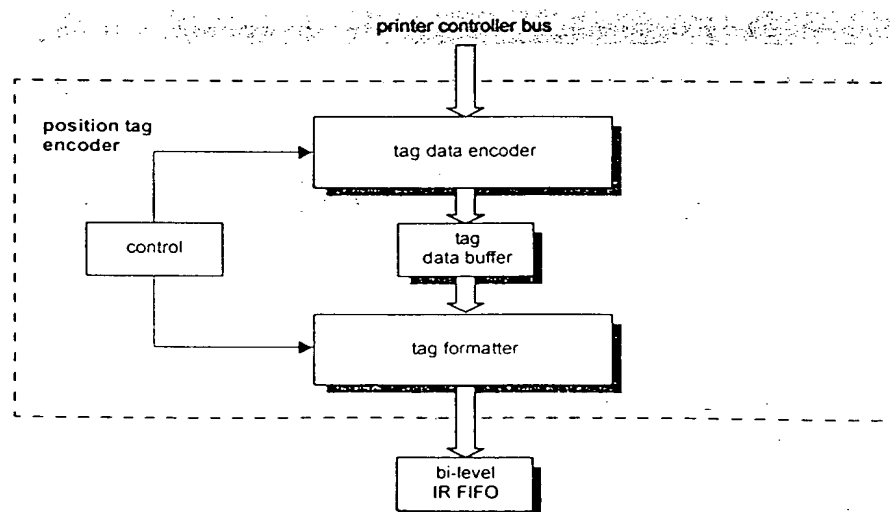 printer controller bus
position tag
encoder
tag data encoder
control
tag
data buffer
tag formatter
bi-level
IR FIFO